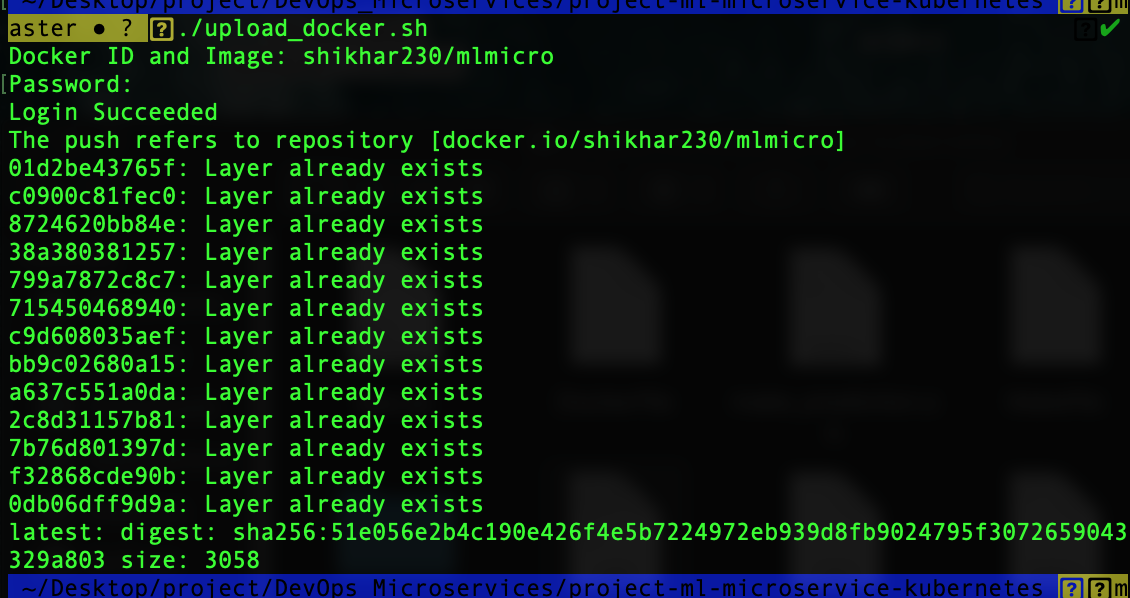 ~/Desktop/project/DevOps_Microservices/project-ml-microservice-kubernetes ? ? m
aster ● ? ? ./upload_docker.sh ? ✔
Docker ID and Image: shikhar230/mlmicro
[Password:
Login Succeeded
The push refers to repository [docker.io/shikhar230/mlmicro]
01d2be43765f: Layer already exists
c0900c81fec0: Layer already exists
8724620bb84e: Layer already exists
38a380381257: Layer already exists
799a7872c8c7: Layer already exists
715450468940: Layer already exists
c9d608035aef: Layer already exists
bb9c02680a15: Layer already exists
a637c551a0da: Layer already exists
2c8d31157b81: Layer already exists
7b76d801397d: Layer already exists
f32868cde90b: Layer already exists
0db06dff9d9a: Layer already exists
latest: digest: sha256:51e056e2b4c190e426f4e5b7224972eb939d8fb9024795f3072659043
329a803 size: 3058
~/Desktop/project/DevOps_Microservices/project-ml-microservice-kubernetes ? ? m